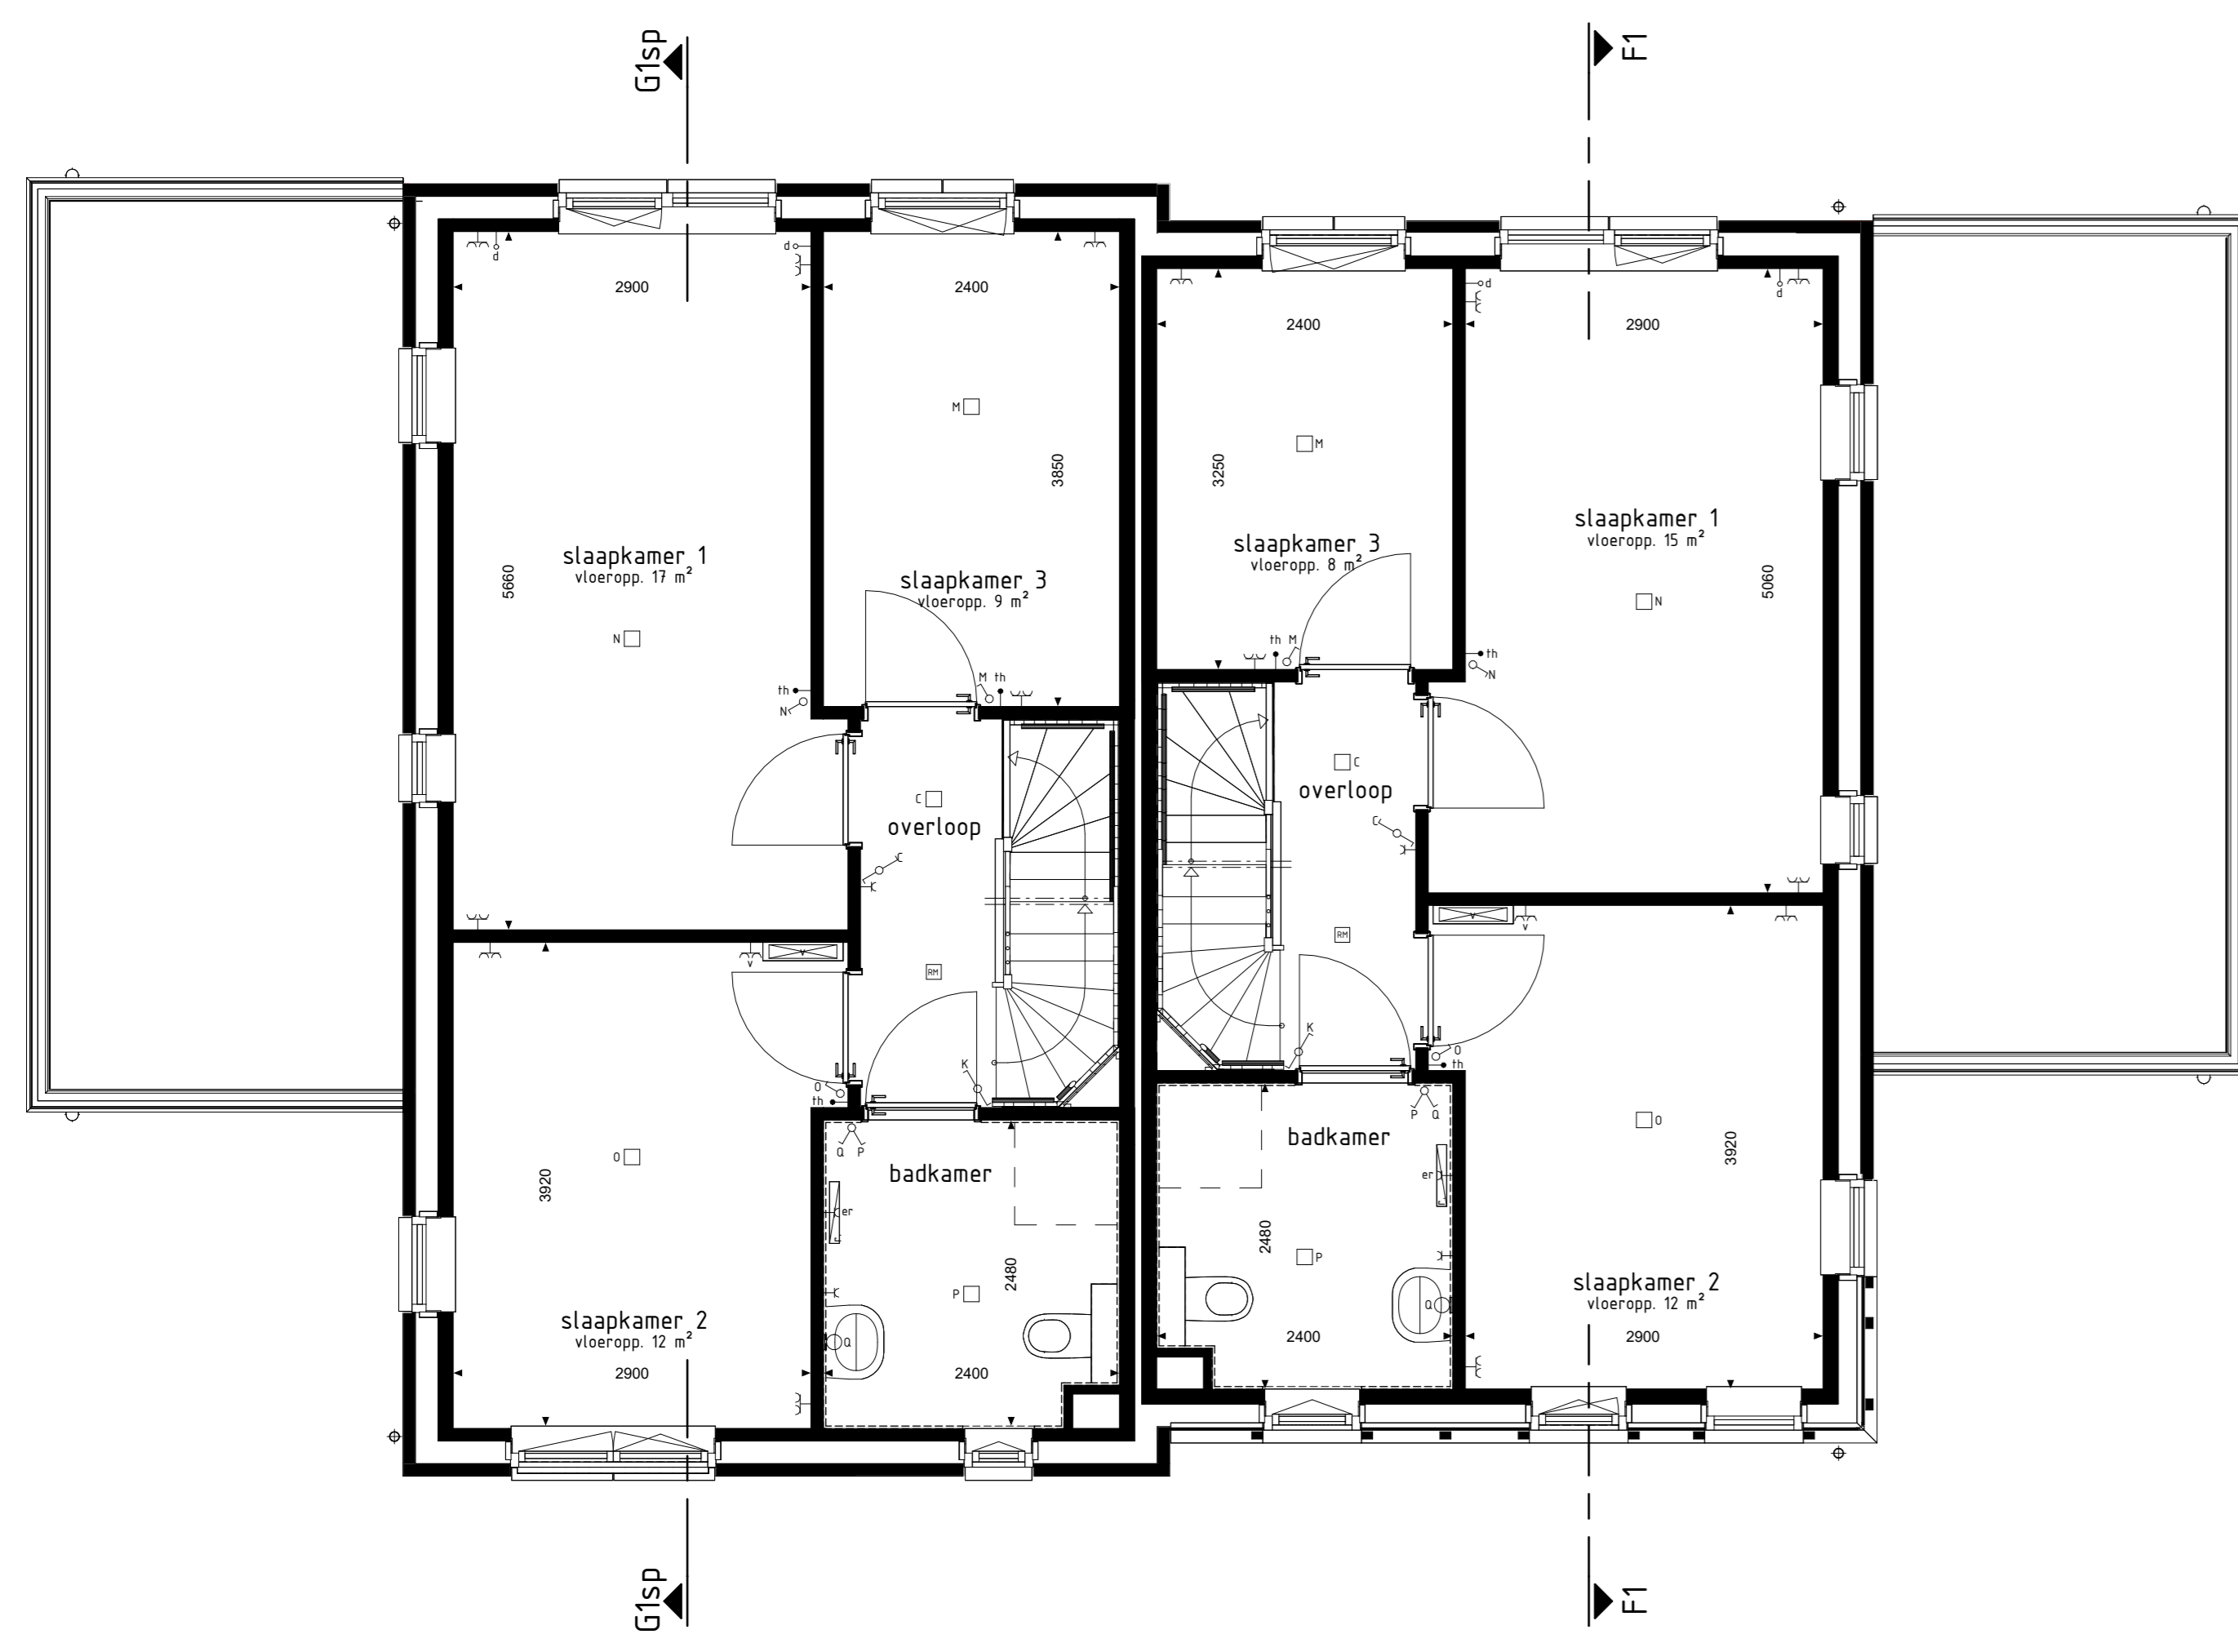 G1sp
F1
d
d
2900
2400
M
3850
slaapkamer 1
vloeropp. 17 m²
5660
N
slaapkamer 3
vloeropp. 9 m²
th
N
M th
C
overloop
C
RM
K
v
v
O
th
O
3920
slaapkamer 2
vloeropp. 12 m²
2900
Q P
badkamer
er
2480
P
Q
2400
d
d
2400
2900
M
3250
slaapkamer 3
vloeropp. 8 m²
slaapkamer 1
vloeropp. 15 m²
5060
N
th M
th
N
C
overloop
C
RM
K
v
v
O
th
P Q
badkamer
er
2480
P
Q
2400
O
3920
slaapkamer 2
vloeropp. 12 m²
2900
G1sp
F1